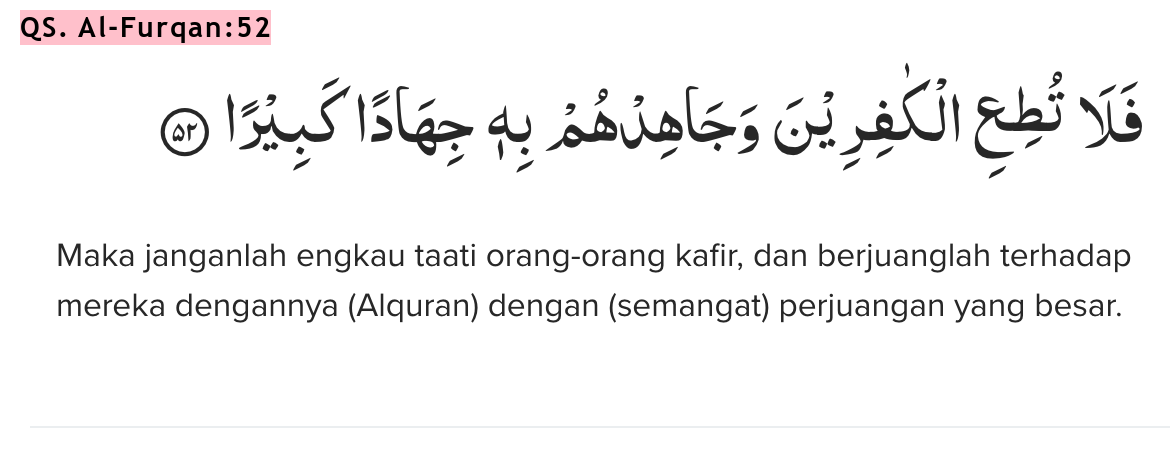 QS. Al-Furqan:52
فَلَا تُطِعِ الْكٰفِرِيْنَ وَجَاهِدْهُمْ بِهٖ جِهَادًا كَبِيْرًا ۝٥٢
Maka janganlah engkau taati orang-orang kafir, dan berjuanglah terhadap
mereka dengannya (Alquran) dengan (semangat) perjuangan yang besar.